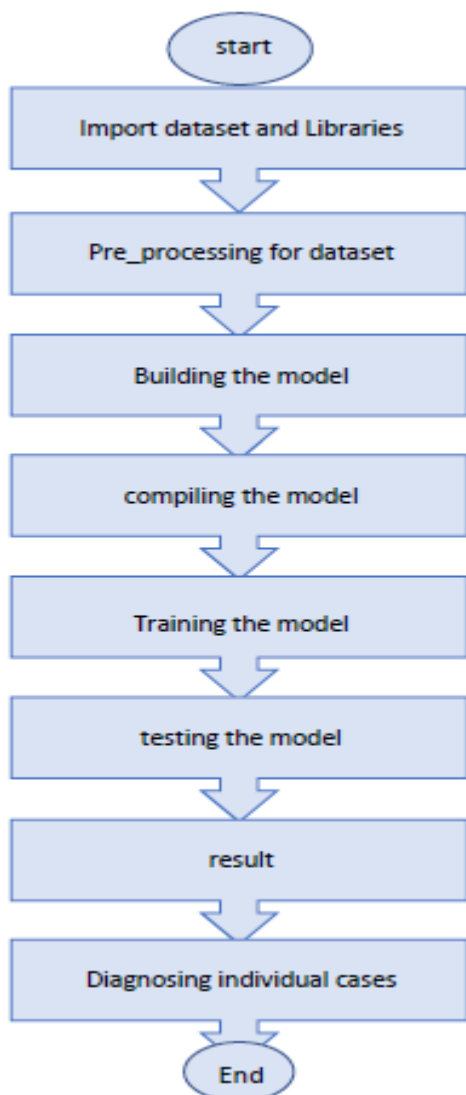 start
Import dataset and Libraries
Pre_processing for dataset
Building the model
compiling the model
Training the model
testing the model
result
Diagnosing individual cases
End